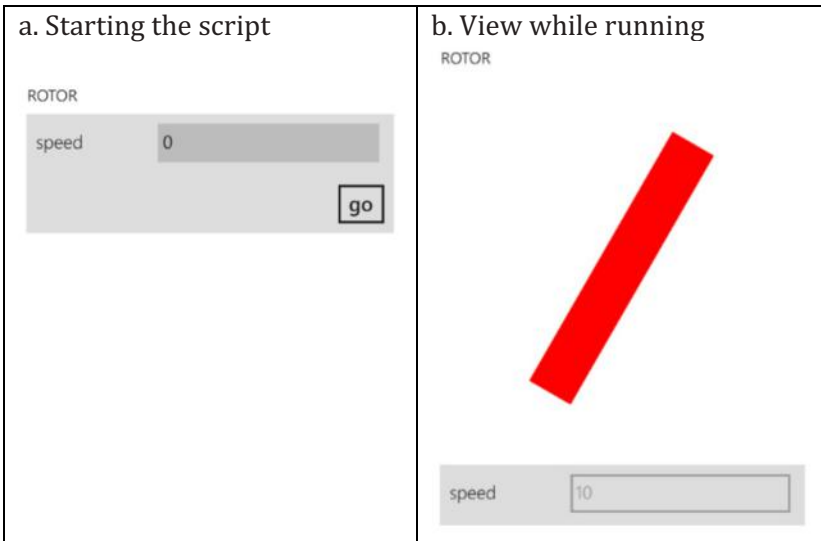 a. Starting the script
ROTOR
speed 0
go
b. View while running
ROTOR
speed 10